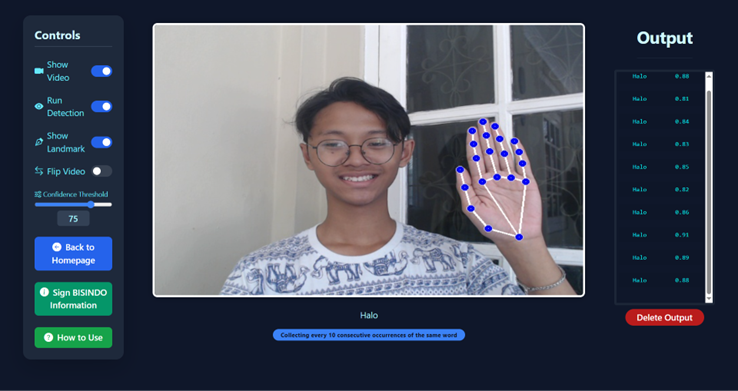 Controls
Show
Video
Run
Detection
Show
Landmark
Flip Video
Confidence Threshold
75
Back to
Homepage
Sign BISINDO
Information
How to Use
Halo
Collecting every 10 consecutive occurrences of the same word
Output
Halo 0.88
Halo 0.81
Halo 0.84
Halo 0.83
Halo 0.85
Halo 0.82
Halo 0.86
Halo 0.91
Halo 0.89
Halo 0.88
Delete Output